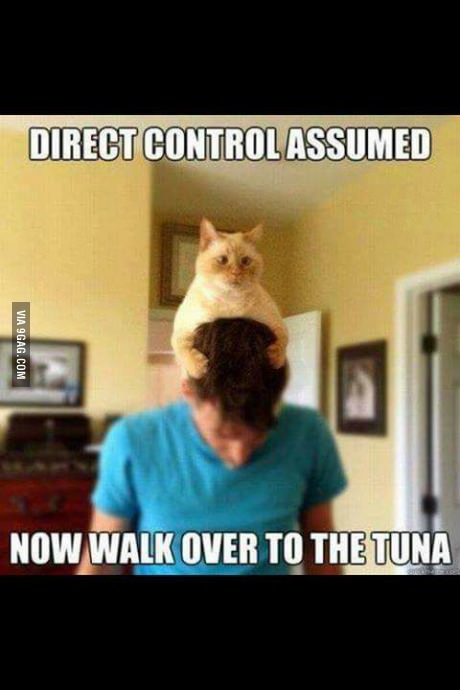 DIRECT CONTROL ASSUMED
VIA 9GAG.COM
NOW WALK OVER TO THE TUNA